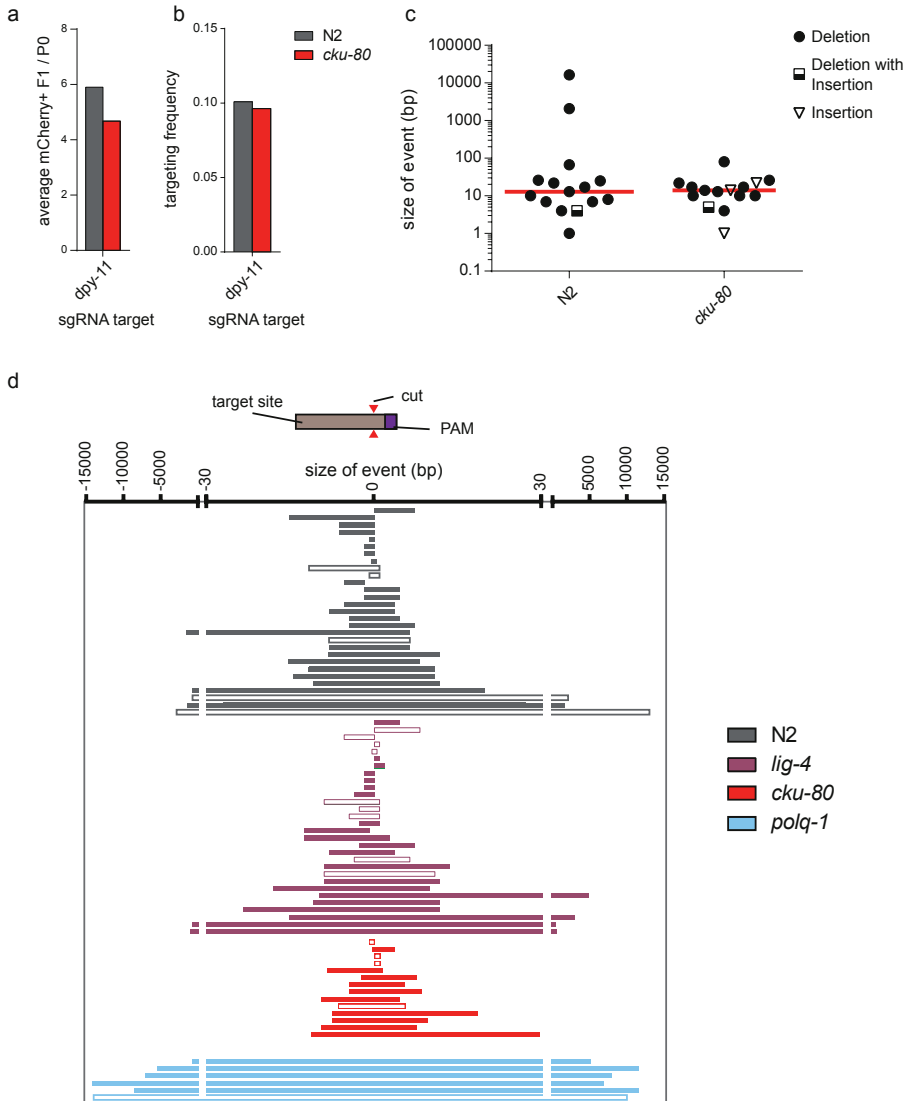 a
average mCherry+ F1 / P0
8
6
4
2
0
dpy-11
sgRNA target
b
targeting frequency
0.15
0.10
0.05
0.00
dpy-11
sgRNA target
N2
cku-80
c
size of event (bp)
100000
10000
1000
100
10
1
0.1
N2
cku-80
Deletion
Deletion with
Insertion
Insertion
d
target site
cut
PAM
size of event (bp)
-15000
-10000
-5000
-30
0
30
5000
10000
15000
N2
lig-4
cku-80
polq-1